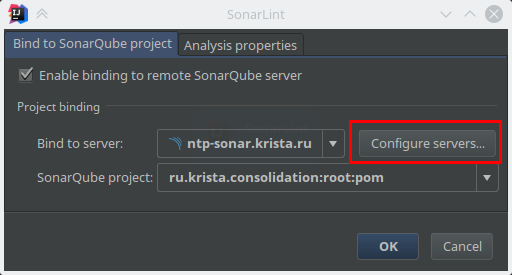 SonarLint
Bind to SonarQube project
Analysis properties
Enable binding to remote SonarQube server
Project binding
Bind to server: ntp-sonar.krista.ru Configure servers...
SonarQube project: ru.krista.consolidation:root:pom
OK Cancel